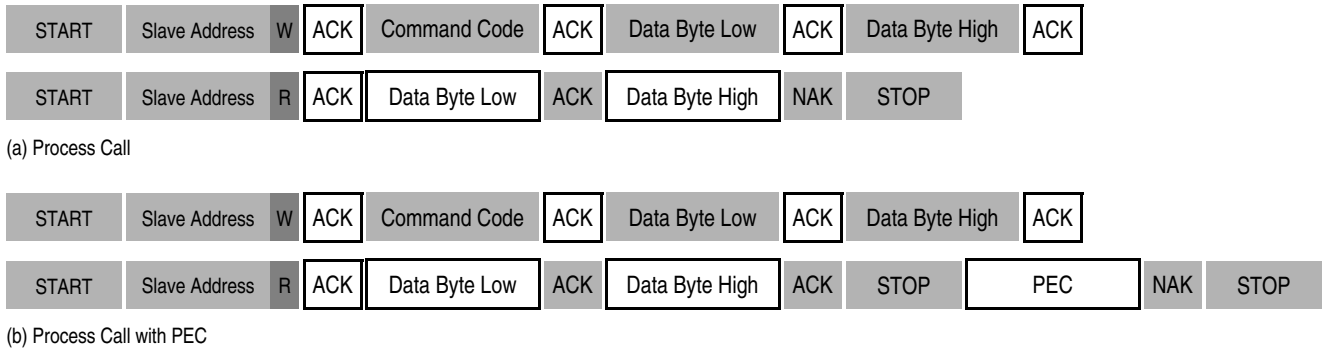 START Slave Address W ACK Command Code ACK Data Byte Low ACK Data Byte High ACK
START Slave Address R ACK Data Byte Low ACK Data Byte High NAK STOP
(a) Process Call
START Slave Address W ACK Command Code ACK Data Byte Low ACK Data Byte High ACK
START Slave Address R ACK Data Byte Low ACK Data Byte High ACK STOP PEC NAK STOP
(b) Process Call with PEC